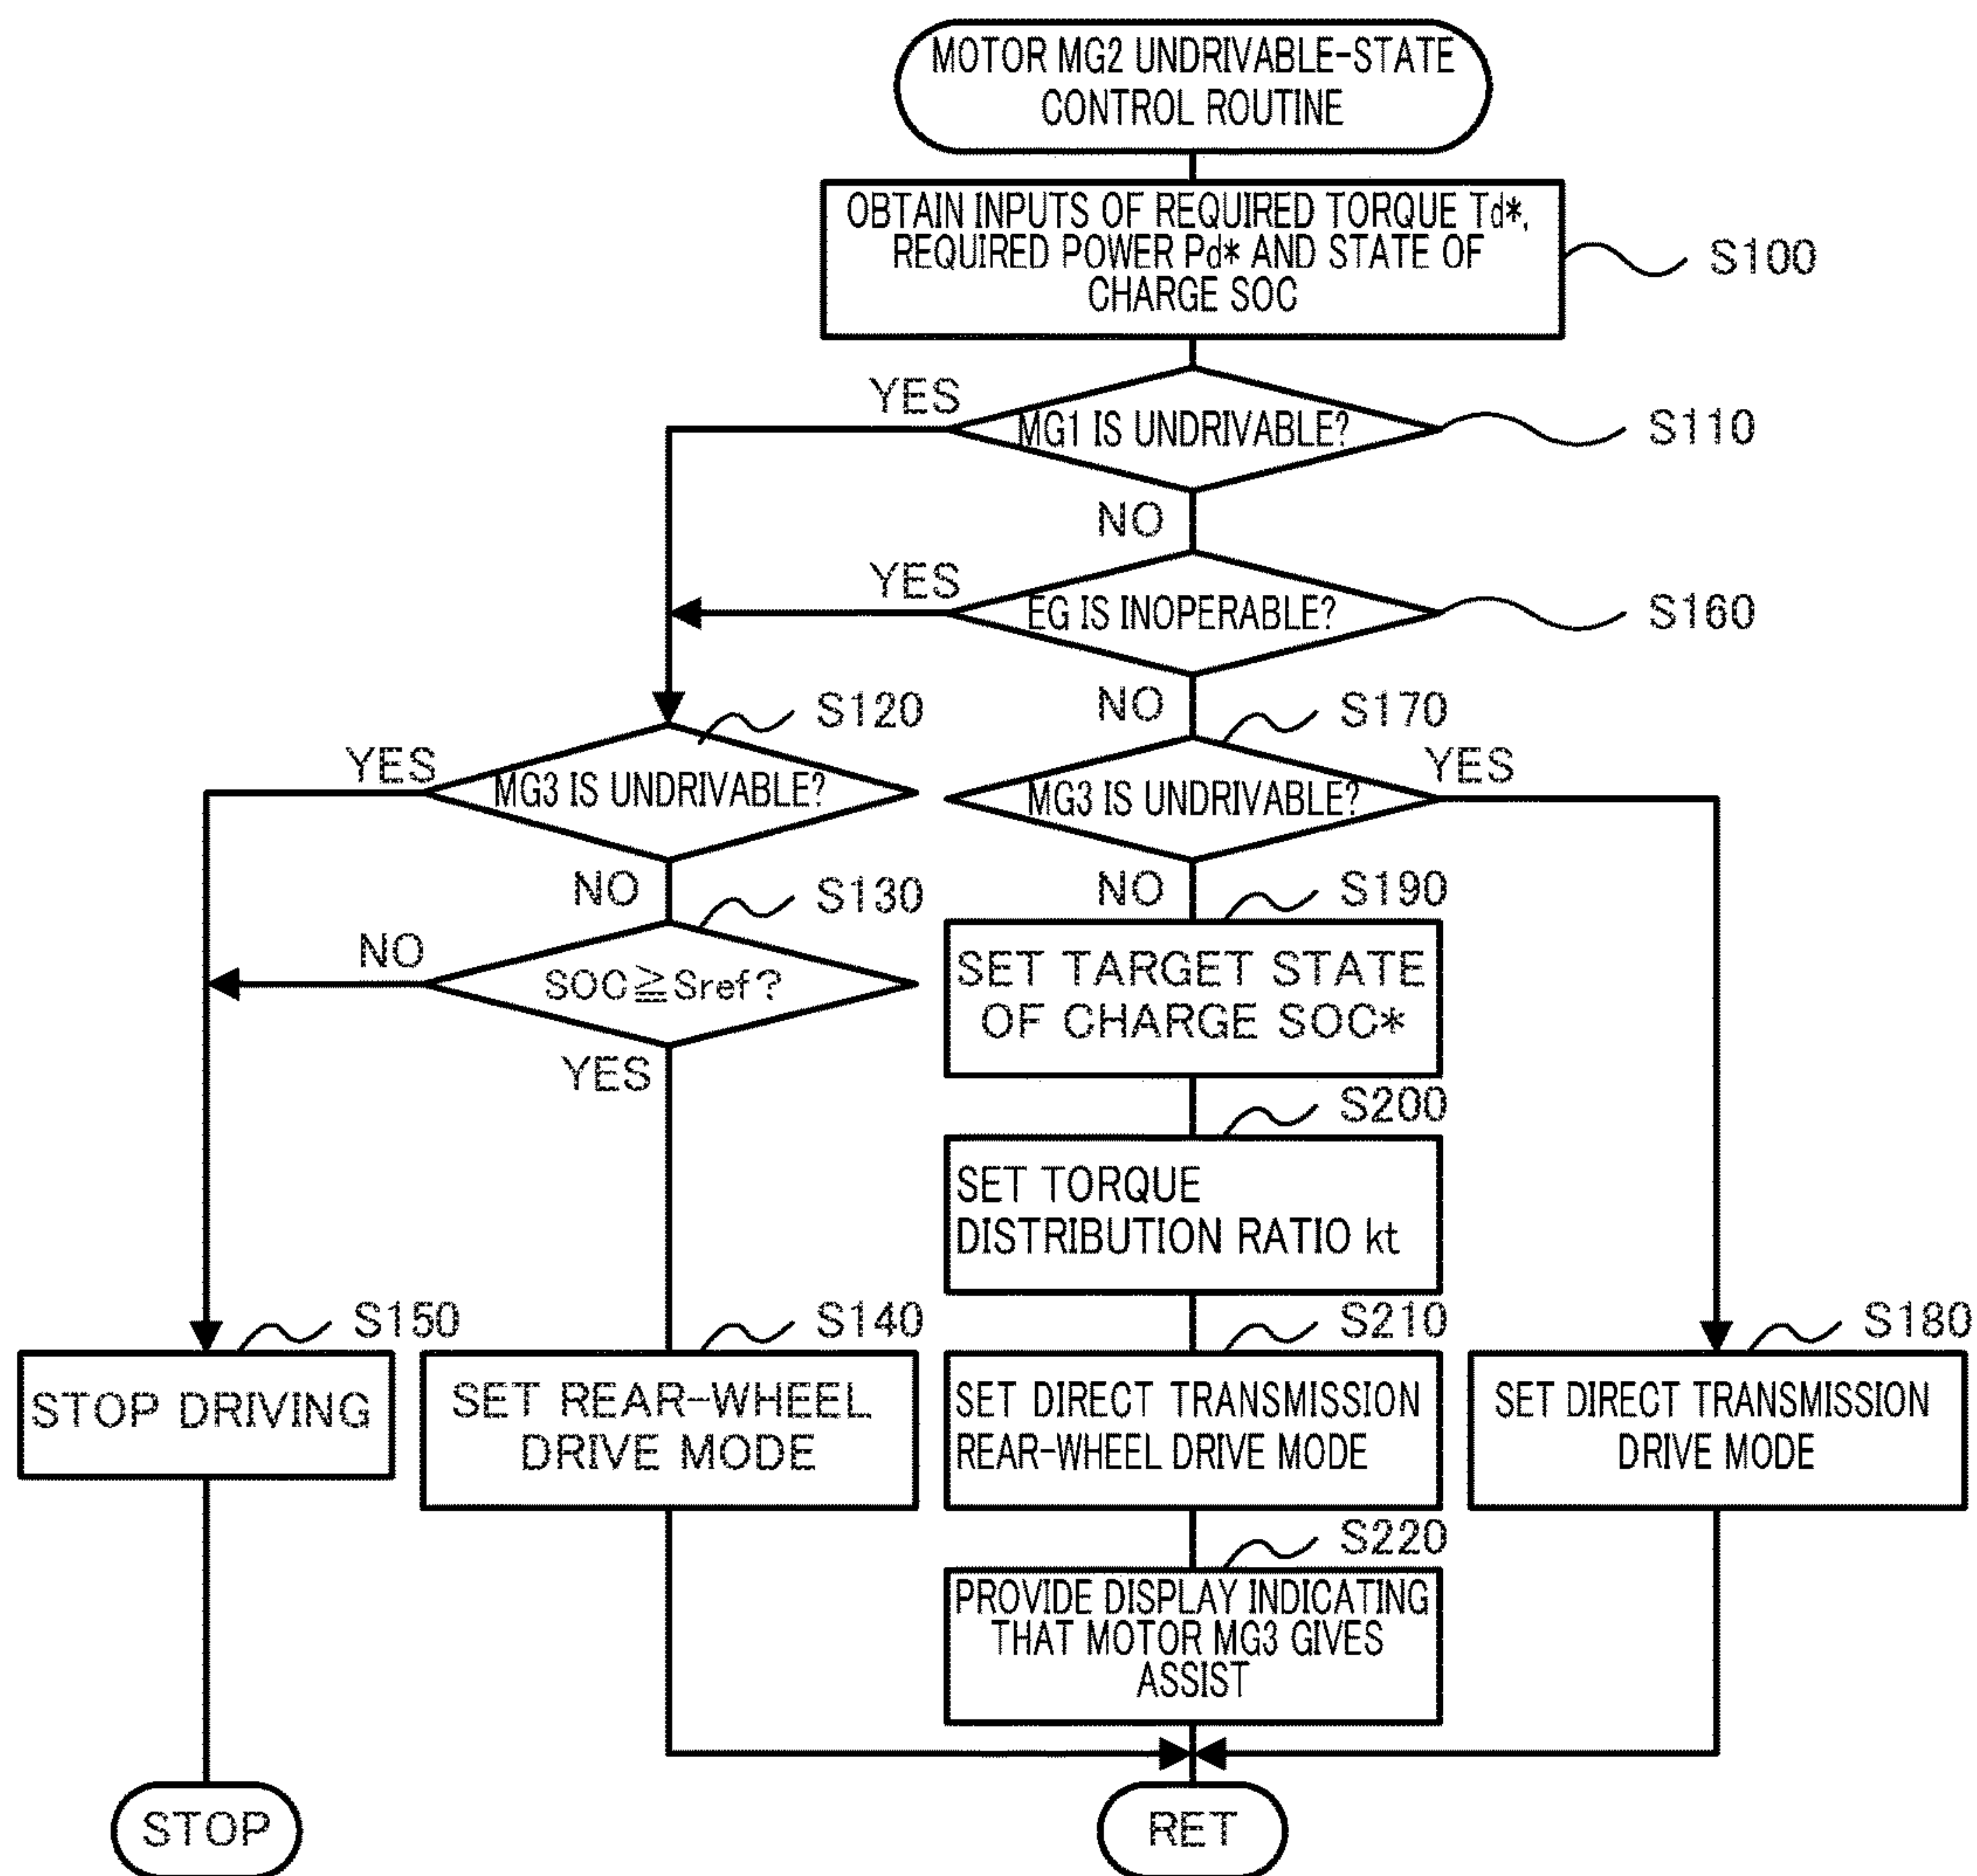 MOTOR MG2 UNDRIVABLE-STATE
CONTROL ROUTINE
OBTAIN INPUTS OF REQUIRED TORQUE Td*,
REQUIRED POWER Pd* AND STATE OF
CHARGE SOC
S100
YES
MG1 IS UNDRIVABLE?
S110
NO
YES
EG IS INOPERABLE?
S160
NO
S120
S170
YES
MG3 IS UNDRIVABLE?
MG3 IS UNDRIVABLE?
YES
NO
S130
NO
S190
NO
SOC≧Sref?
YES
SET TARGET STATE
OF CHARGE SOC*
S200
SET TORQUE
DISTRIBUTION RATIO kt
S150
STOP DRIVING
S140
SET REAR-WHEEL
DRIVE MODE
S210
SET DIRECT TRANSMISSION
REAR-WHEEL DRIVE MODE
S180
SET DIRECT TRANSMISSION
DRIVE MODE
S220
PROVIDE DISPLAY INDICATING
THAT MOTOR MG3 GIVES
ASSIST
STOP
RET